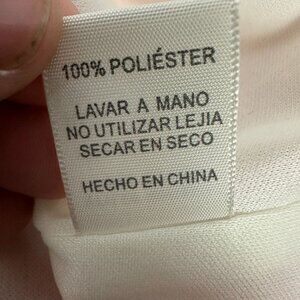 100% POLIÉSTER
LAVAR A MANO
NO UTILIZAR LEJIA
SECAR EN SECO
HECHO EN CHINA